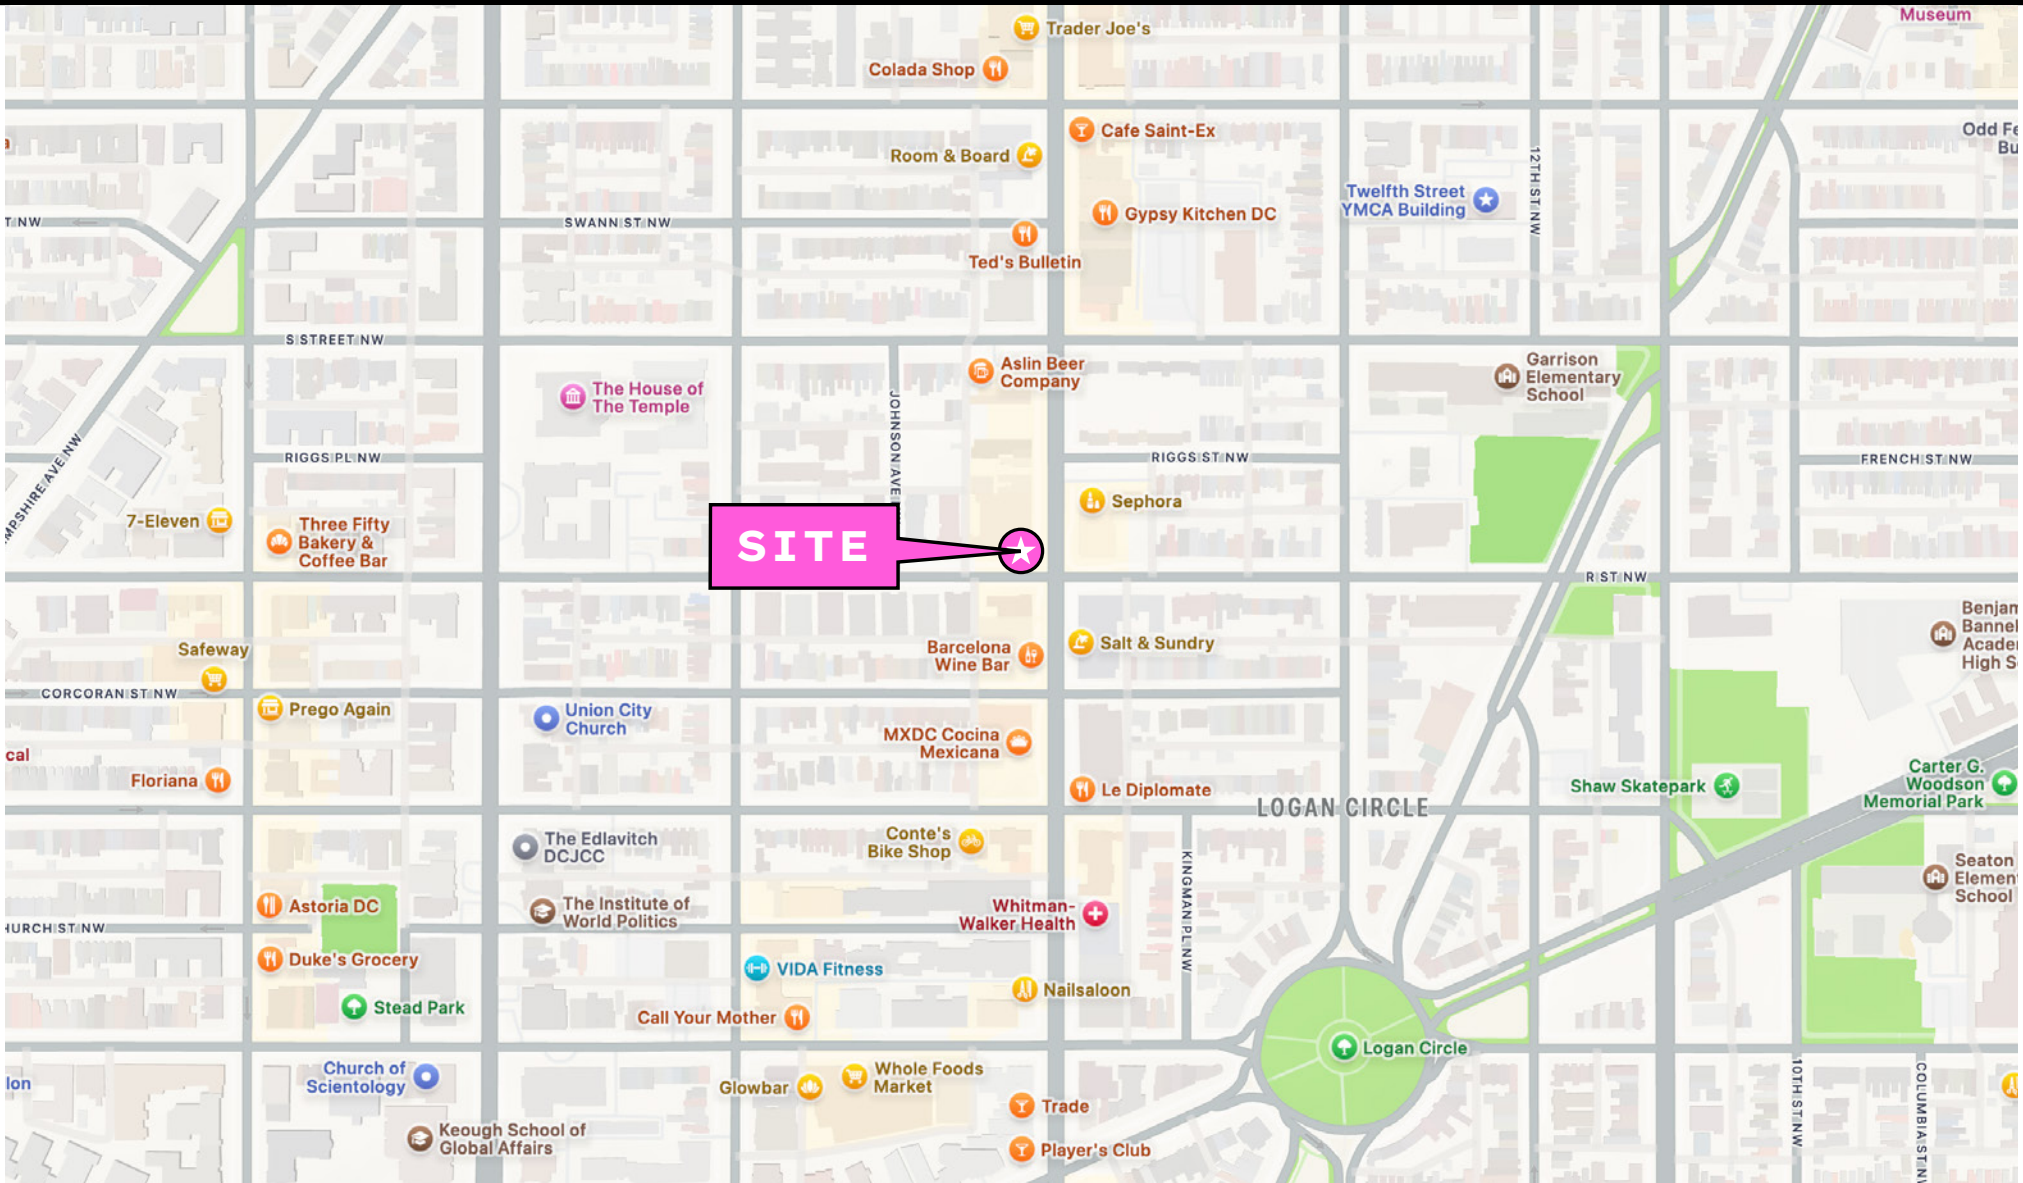 Museum
Trader Joe's
Colada Shop
Cafe Saint-Ex
Odd Fe
Bu
Room & Board
12TH ST NW
Twelfth Street
YMCA Building
T NW
SWANN ST NW
Gypsy Kitchen DC
Ted's Bulletin
S STREET NW
Aslin Beer
Company
Garrison
Elementary
School
The House of
The Temple
JOHNSON AVE
MPSHIRE AVE NW
RIGGS PL NW
RIGGS ST NW
FRENCH ST NW
Sephora
7-Eleven
Three Fifty
Bakery &
Coffee Bar
SITE
R ST NW
Benjam
Bannel
Acader
High S
Safeway
Barcelona
Wine Bar
Salt & Sundry
CORCORAN ST NW
Prego Again
Union City
Church
MXDC Cocina
Mexicana
cal
Floriana
Le Diplomate
LOGAN CIRCLE
Shaw Skatepark
Carter G.
Woodson
Memorial Park
The Edlavitch
DCJCC
Conte's
Bike Shop
KINGMAN PL NW
Seaton
Element
School
Astoria DC
The Institute of
World Politics
Whitman-
Walker Health
HURCH ST NW
Duke's Grocery
VIDA Fitness
Nailsaloon
Stead Park
Call Your Mother
Logan Circle
Church of
Scientology
Glowbar
Whole Foods
Market
lon
Trade
10TH ST NW
COLUMBIA ST N
Keough School of
Global Affairs
Player's Club